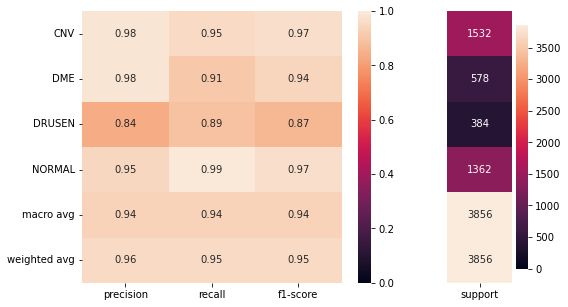 CNV 0.98 0.95 0.97 1532
DME 0.98 0.91 0.94 578
DRUSEN 0.84 0.89 0.87 384
NORMAL 0.95 0.99 0.97 1362
macro avg 0.94 0.94 0.94 3856
weighted avg 0.96 0.95 0.95 3856
precision recall f1-score support
1.0
0.8
0.6
0.4
0.2
0.0
3500
3000
2500
2000
1500
1000
500
0